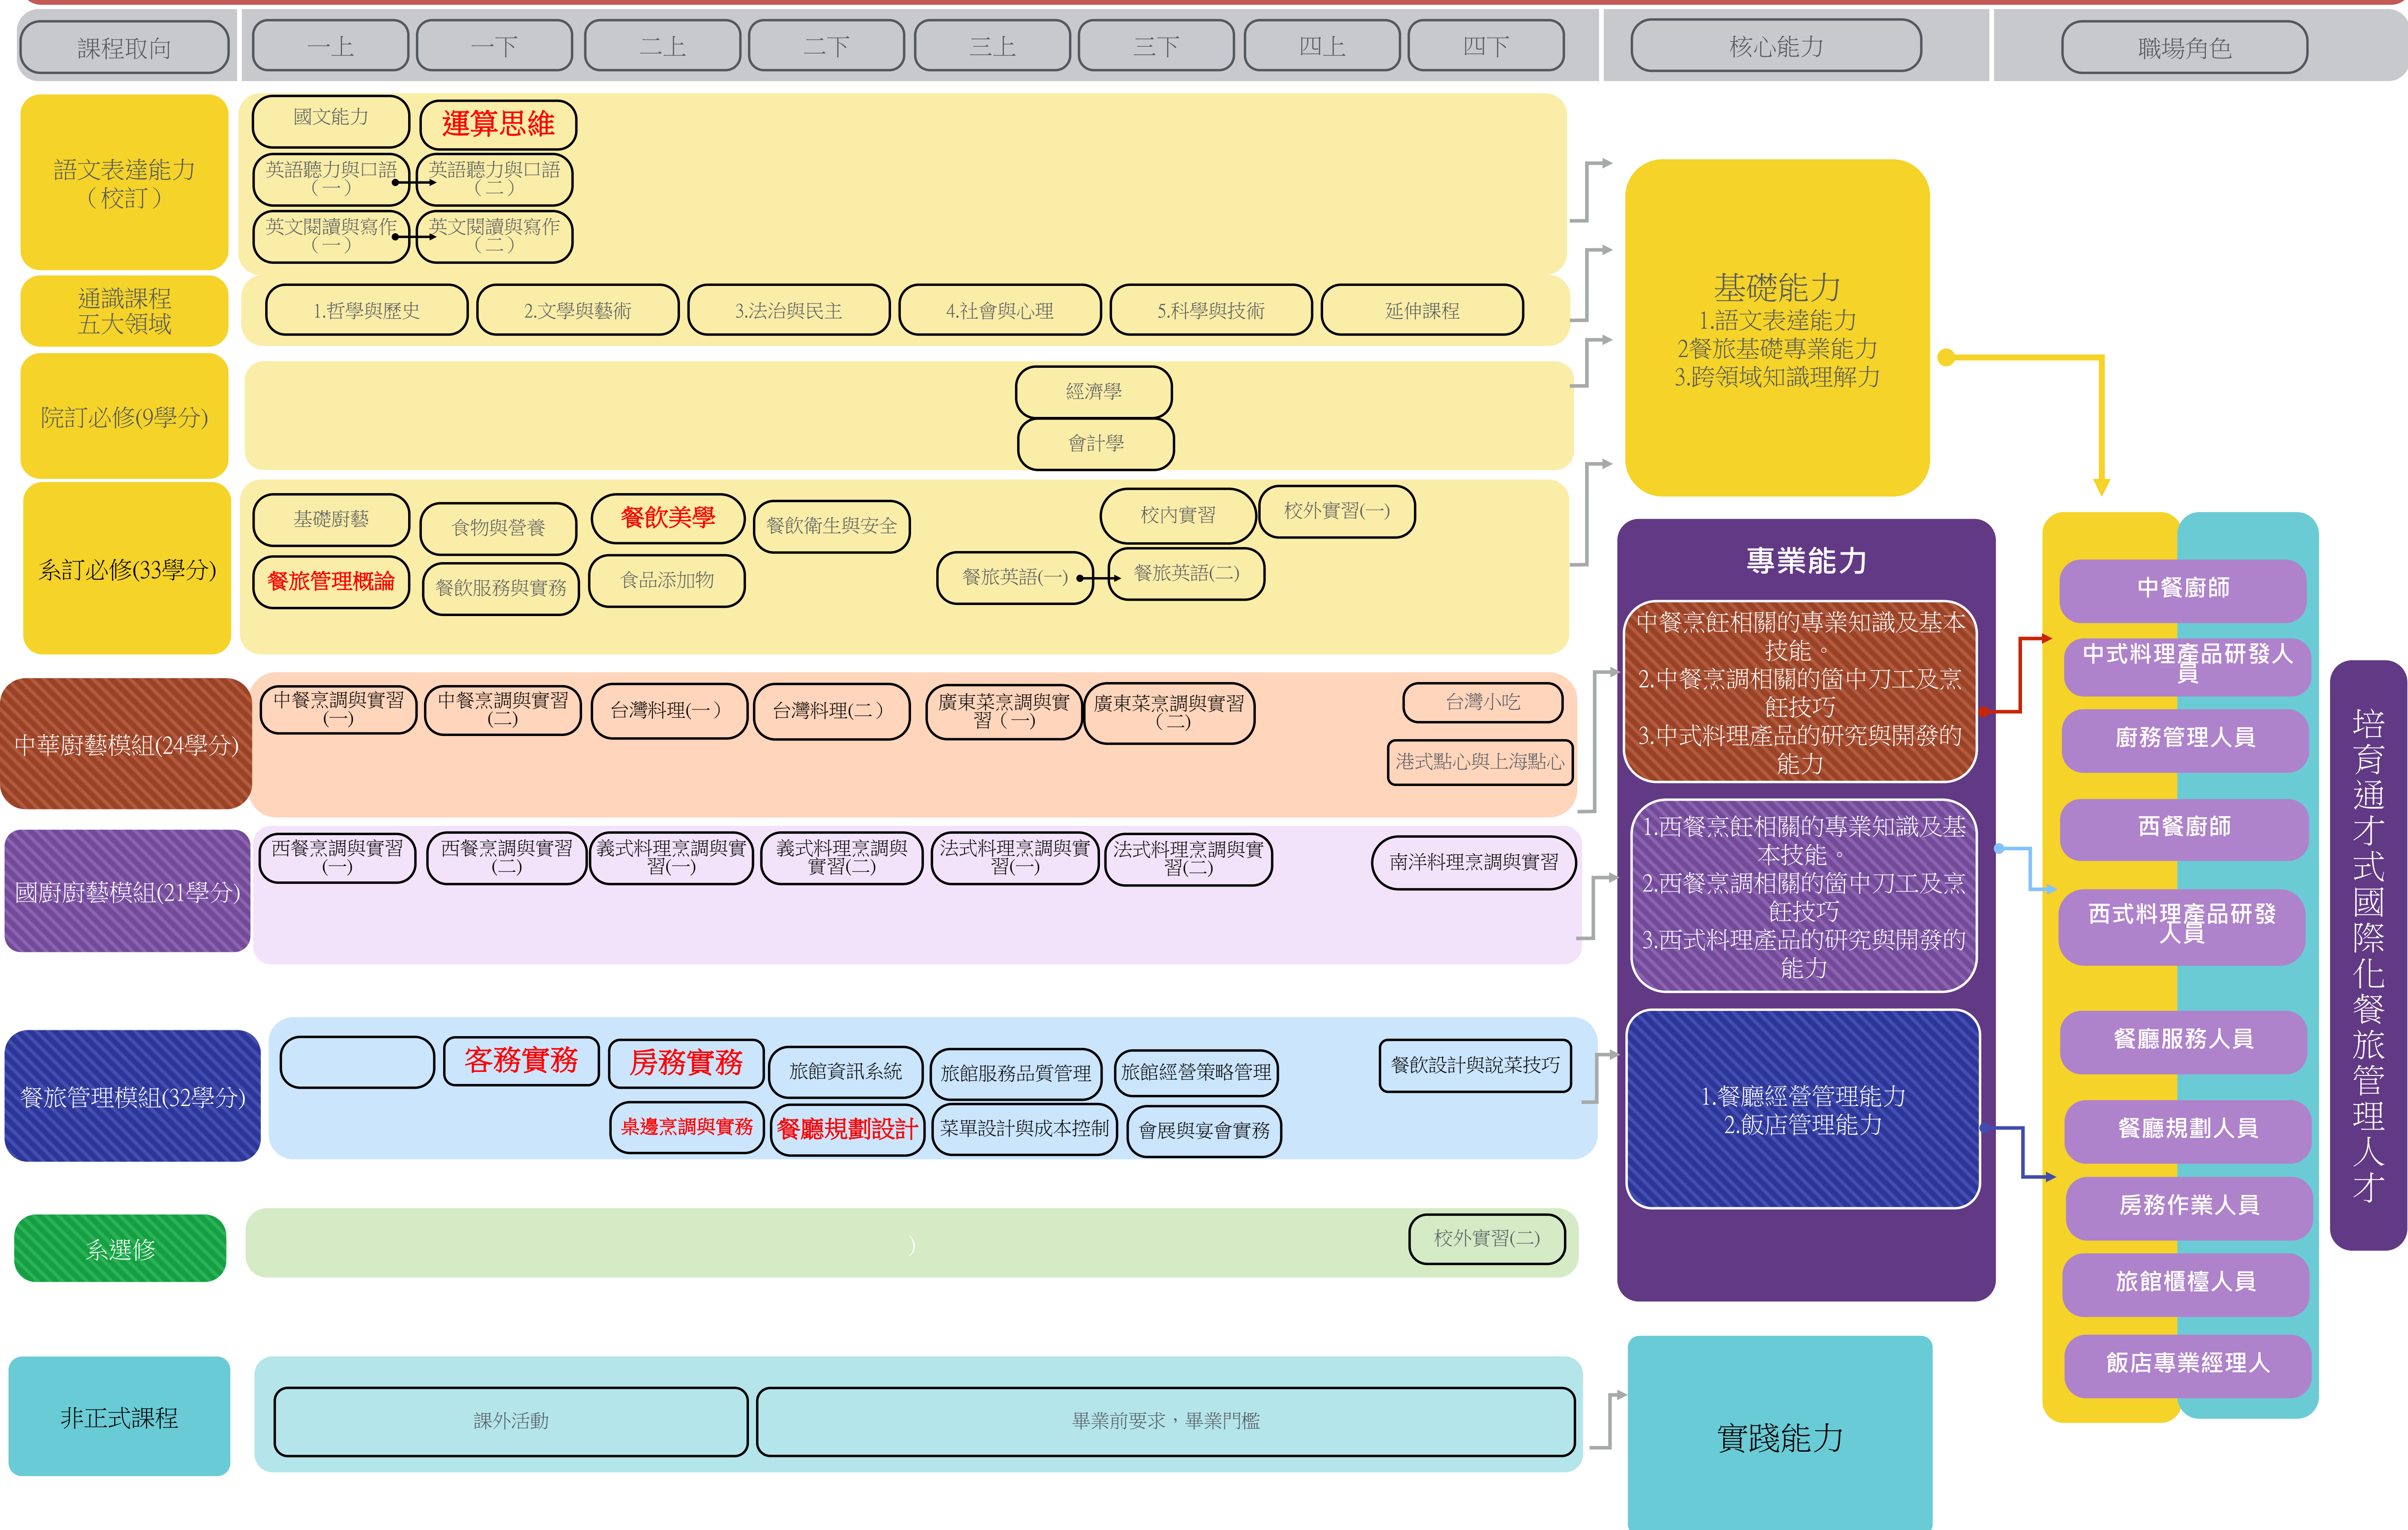 課程取向
一上
一下
二上
二下
三上
三下
四上
四下
核心能力
職場角色
語文表達能力
（校訂）
國文能力
運算思維
英語聽力與口語
（一）
英語聽力與口語
（二）
英文閱讀與寫作
（一）
英文閱讀與寫作
（二）
通識課程
五大領域
1.哲學與歷史
2.文學與藝術
3.法治與民主
4.社會與心理
5.科學與技術
延伸課程
院訂必修(9學分)
經濟學
會計學
系訂必修(33學分)
基礎廚藝
食物與營養
餐飲美學
餐飲衛生與安全
校內實習
校外實習(一)
餐旅管理概論
餐飲服務與實務
食品添加物
餐旅英語(一)
餐旅英語(二)
中華廚藝模組(24學分)
中餐烹調與實習
(一)
中餐烹調與實習
(二)
台灣料理(一）
台灣料理(二）
廣東菜烹調與實
習（一)
廣東菜烹調與實習
（二)
台灣小吃
港式點心與上海點心
國廚廚藝模組(21學分)
西餐烹調與實習
(一)
西餐烹調與實習
(二)
義式料理烹調與實
習(一)
義式料理烹調與
實習(二)
法式料理烹調與實
習(一)
法式料理烹調與實
習(二)
南洋料理烹調與實習
餐旅管理模組(32學分)
客務實務
房務實務
旅館資訊系統
旅館服務品質管理
旅館經營策略管理
餐飲設計與說菜技巧
桌邊烹調與實務
餐廳規劃設計
菜單設計與成本控制
會展與宴會實務
系選修
）
校外實習(二)
非正式課程
課外活動
畢業前要求，畢業門檻
基礎能力
1.語文表達能力
2餐旅基礎專業能力
3.跨領域知識理解力
專業能力
中餐烹飪相關的專業知識及基本
技能。
2.中餐烹調相關的箇中刀工及烹
飪技巧
3.中式料理產品的研究與開發的
能力
1.西餐烹飪相關的專業知識及基
本技能。
2.西餐烹調相關的箇中刀工及烹
飪技巧
3.西式料理產品的研究與開發的
能力
1.餐廳經營管理能力
2.飯店管理能力
實踐能力
中餐廚師
中式料理產品研發人
員
廚務管理人員
西餐廚師
西式料理產品研發
人員
餐廳服務人員
餐廳規劃人員
房務作業人員
旅館櫃檯人員
飯店專業經理人
培育通才式國際化餐旅管理人才